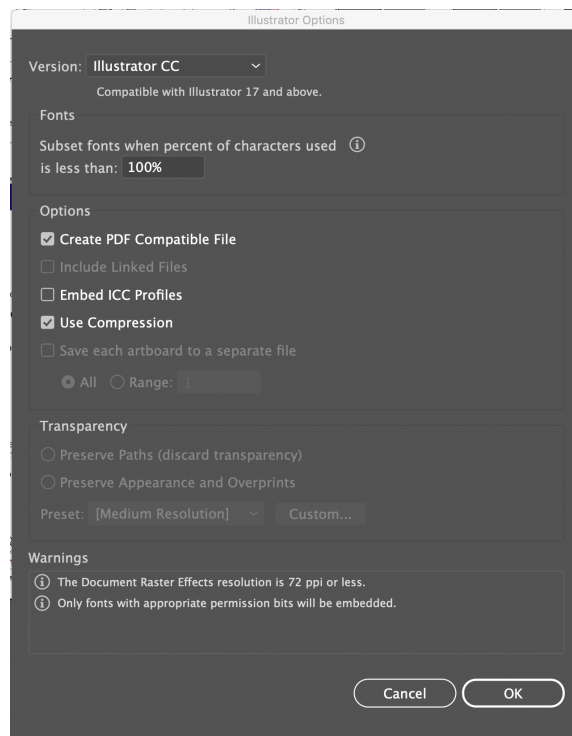 Illustrator Options
Version: Illustrator CC
Compatible with Illustrator 17 and above.
Fonts
Subset fonts when percent of characters used
is less than: 100%
Options
Create PDF Compatible File
Include Linked Files
Embed ICC Profiles
Use Compression
Save each artboard to a separate file
All Range: 1
Transparency
Preserve Paths (discard transparency)
Preserve Appearance and Overprints
Preset: [Medium Resolution] Custom...
Warnings
The Document Raster Effects resolution is 72 ppi or less.
Only fonts with appropriate permission bits will be embedded.
Cancel OK